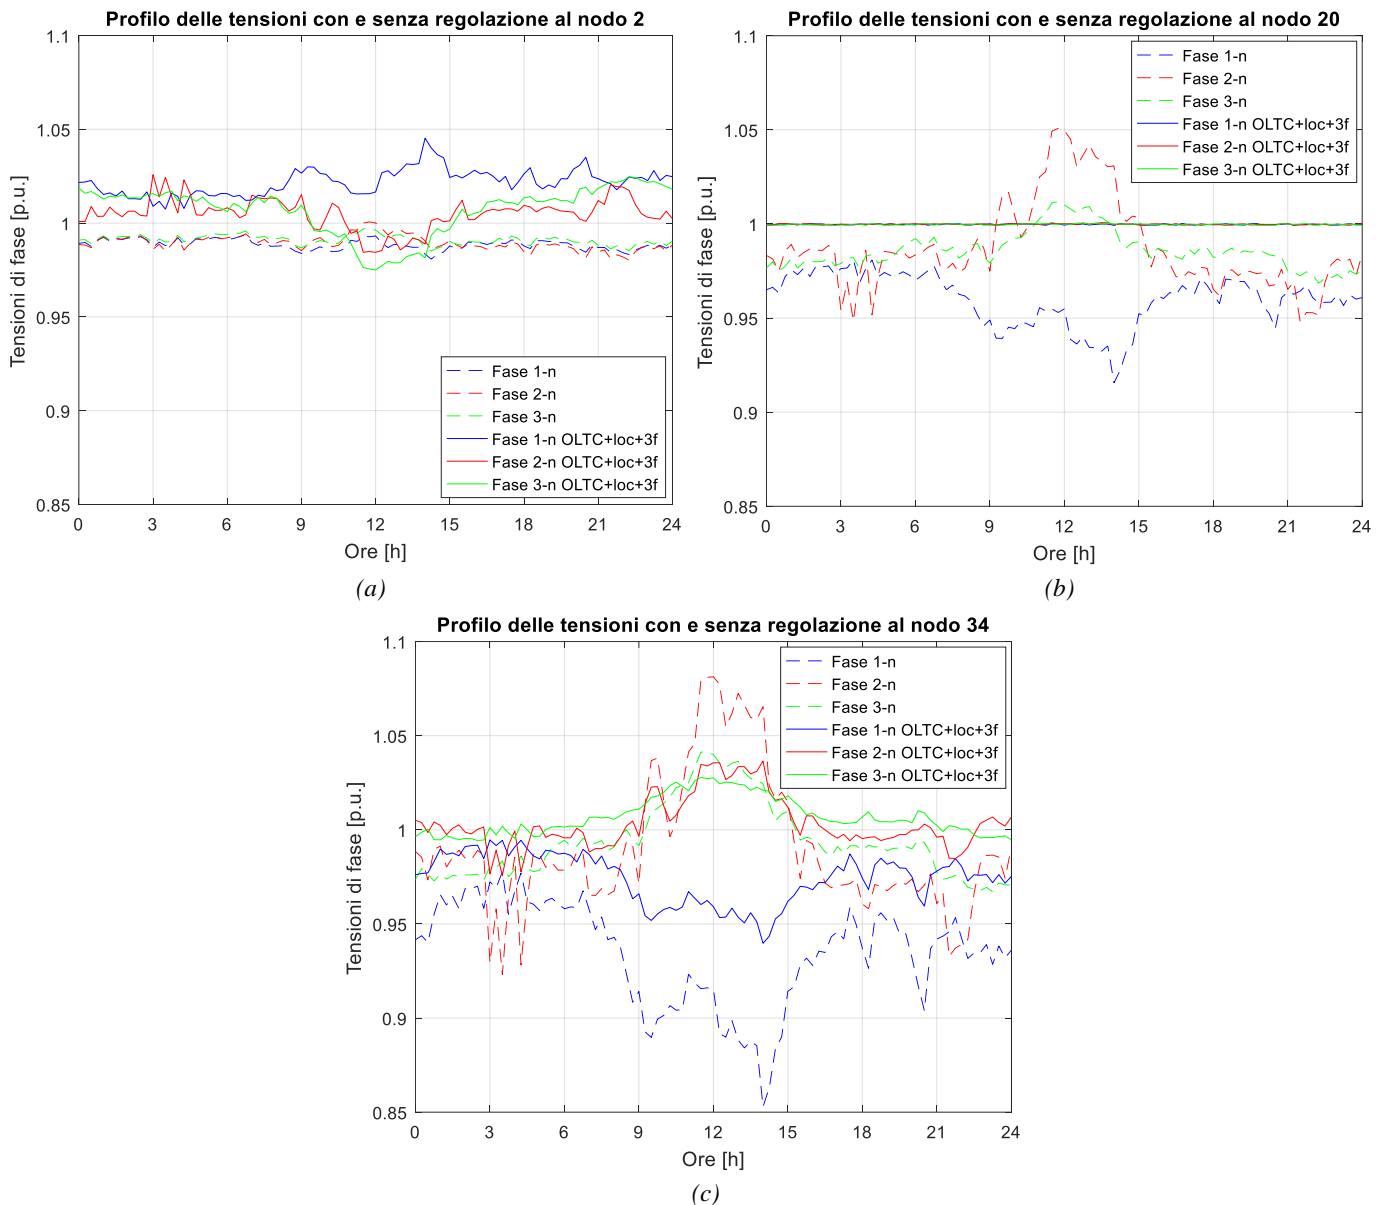 Profilo delle tensioni con e senza regolazione al nodo 2
1.1
1.05
1
0.95
0.9
0.85
Tensioni di fase [p.u.]
Fase 1-n
Fase 2-n
Fase 3-n
Fase 1-n OLTC+loc+3f
Fase 2-n OLTC+loc+3f
Fase 3-n OLTC+loc+3f
0 3 6 9 12 15 18 21 24
Ore [h]
(a)
Profilo delle tensioni con e senza regolazione al nodo 20
1.1
1.05
1
0.95
0.9
0.85
Tensioni di fase [p.u.]
Fase 1-n
Fase 2-n
Fase 3-n
Fase 1-n OLTC+loc+3f
Fase 2-n OLTC+loc+3f
Fase 3-n OLTC+loc+3f
0 3 6 9 12 15 18 21 24
Ore [h]
(b)
Profilo delle tensioni con e senza regolazione al nodo 34
1.1
1.05
1
0.95
0.9
0.85
Tensioni di fase [p.u.]
Fase 1-n
Fase 2-n
Fase 3-n
Fase 1-n OLTC+loc+3f
Fase 2-n OLTC+loc+3f
Fase 3-n OLTC+loc+3f
0 3 6 9 12 15 18 21 24
Ore [h]
(c)